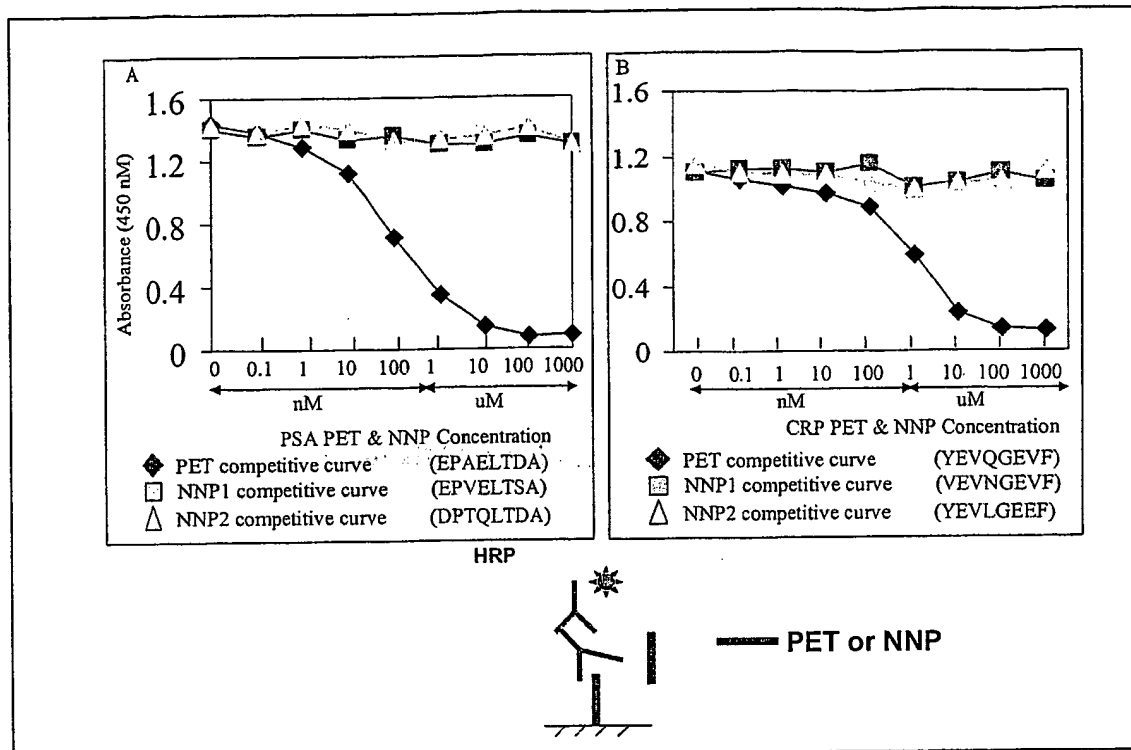 A
1.6
1.2
0.8
0.4
0
Absorbance (450 nm)
0 0.1 1 10 100 1 10 100 1000
nM uM
PSA PET & NNP Concentration
PET competitive curve (EPAELTDA)
NNP1 competitive curve (EPVELTSA)
NNP2 competitive curve (DPTQLTDA)
B
1.6
1.2
0.8
0.4
0
0 0.1 1 10 100 1 10 100 1000
nM uM
CRP PET & NNP Concentration
PET competitive curve (YEVQGEVF)
NNP1 competitive curve (VEVNGEVF)
NNP2 competitive curve (YEVLGEEF)
HRP
PET or NNP